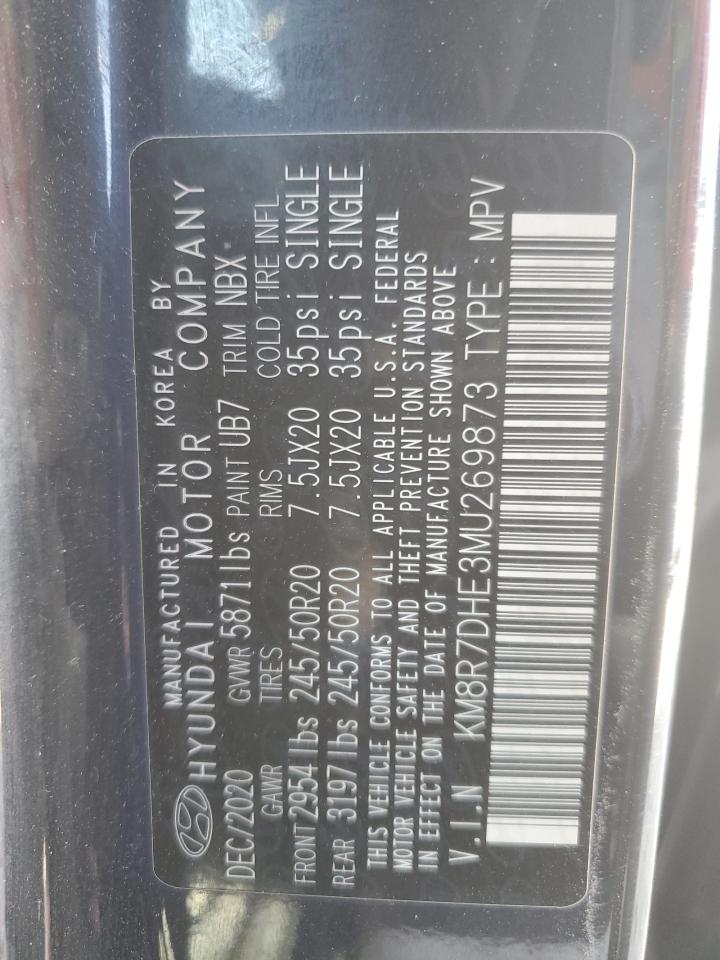 MANUFACTURED IN KOREA BY
HYUNDAI MOTOR COMPANY
DEC/2020 GVWR 5871lbs PAINT UB7 TRIM NBX
GAWR TIRES RIMS COLD TIRE INFL
FRONT 2954lbs 245/50R20 7.5JX20 35psi SINGLE
REAR 3197lbs 245/50R20 7.5JX20 35psi SINGLE
THIS VEHICLE CONFORMS TO ALL APPLICABLE U.S.A. FEDERAL
MOTOR VEHICLE SAFETY AND THEFT PREVENTION STANDARDS
IN EFFECT ON THE DATE OF MANUFACTURE SHOWN ABOVE
V.I.N KM8R7DHE3MU269873 TYPE : MPV